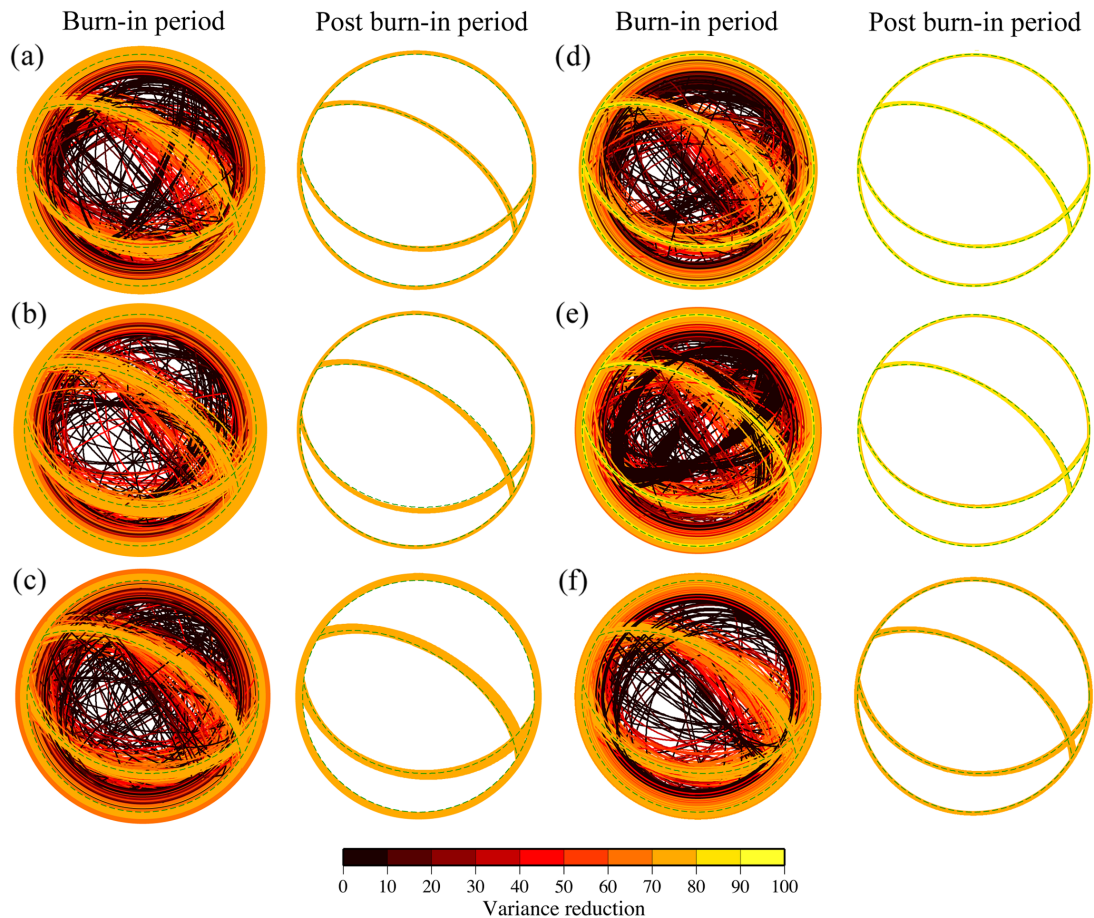 Burn-in period Post burn-in period Burn-in period Post burn-in period
(a) (d)
(b) (e)
(c) (f)
0 10 20 30 40 50 60 70 80 90 100
Variance reduction